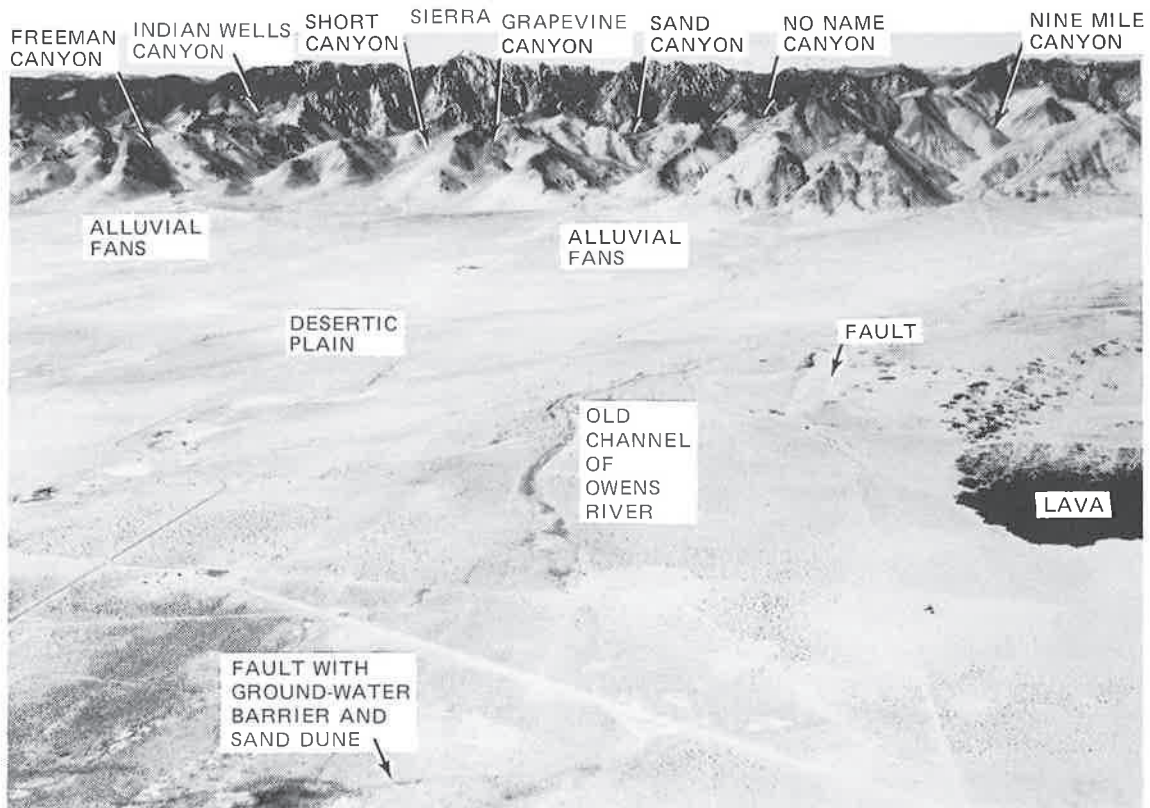 FREEMAN
CANYON
INDIAN WELLS
CANYON
SHORT
CANYON
SIERRA
GRAPEVINE
CANYON
SAND
CANYON
NO NAME
CANYON
NINE MILE
CANYON
ALLUVIAL
FANS
ALLUVIAL
FANS
DESERTIC
PLAIN
FAULT
OLD
CHANNEL
OF
OWENS
RIVER
LAVA
FAULT WITH
GROUND-WATER
BARRIER AND
SAND DUNE